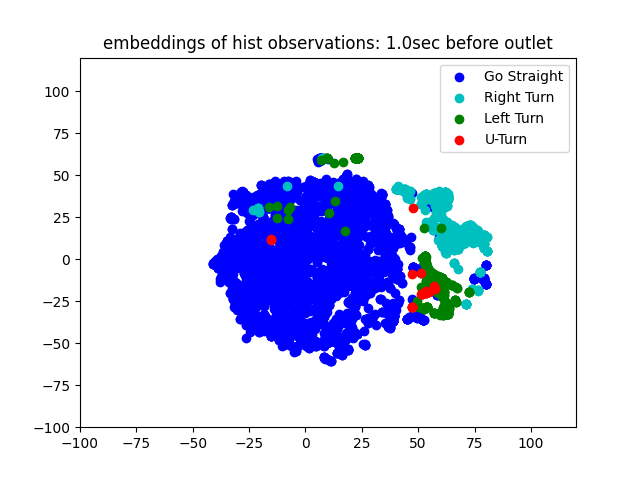 embeddings of hist observations: 1.0sec before outlet
Go Straight
Right Turn
Left Turn
U-Turn
100
75
50
25
0
−25
−50
−75
−100
−100 −75 −50 −25 0 25 50 75 100